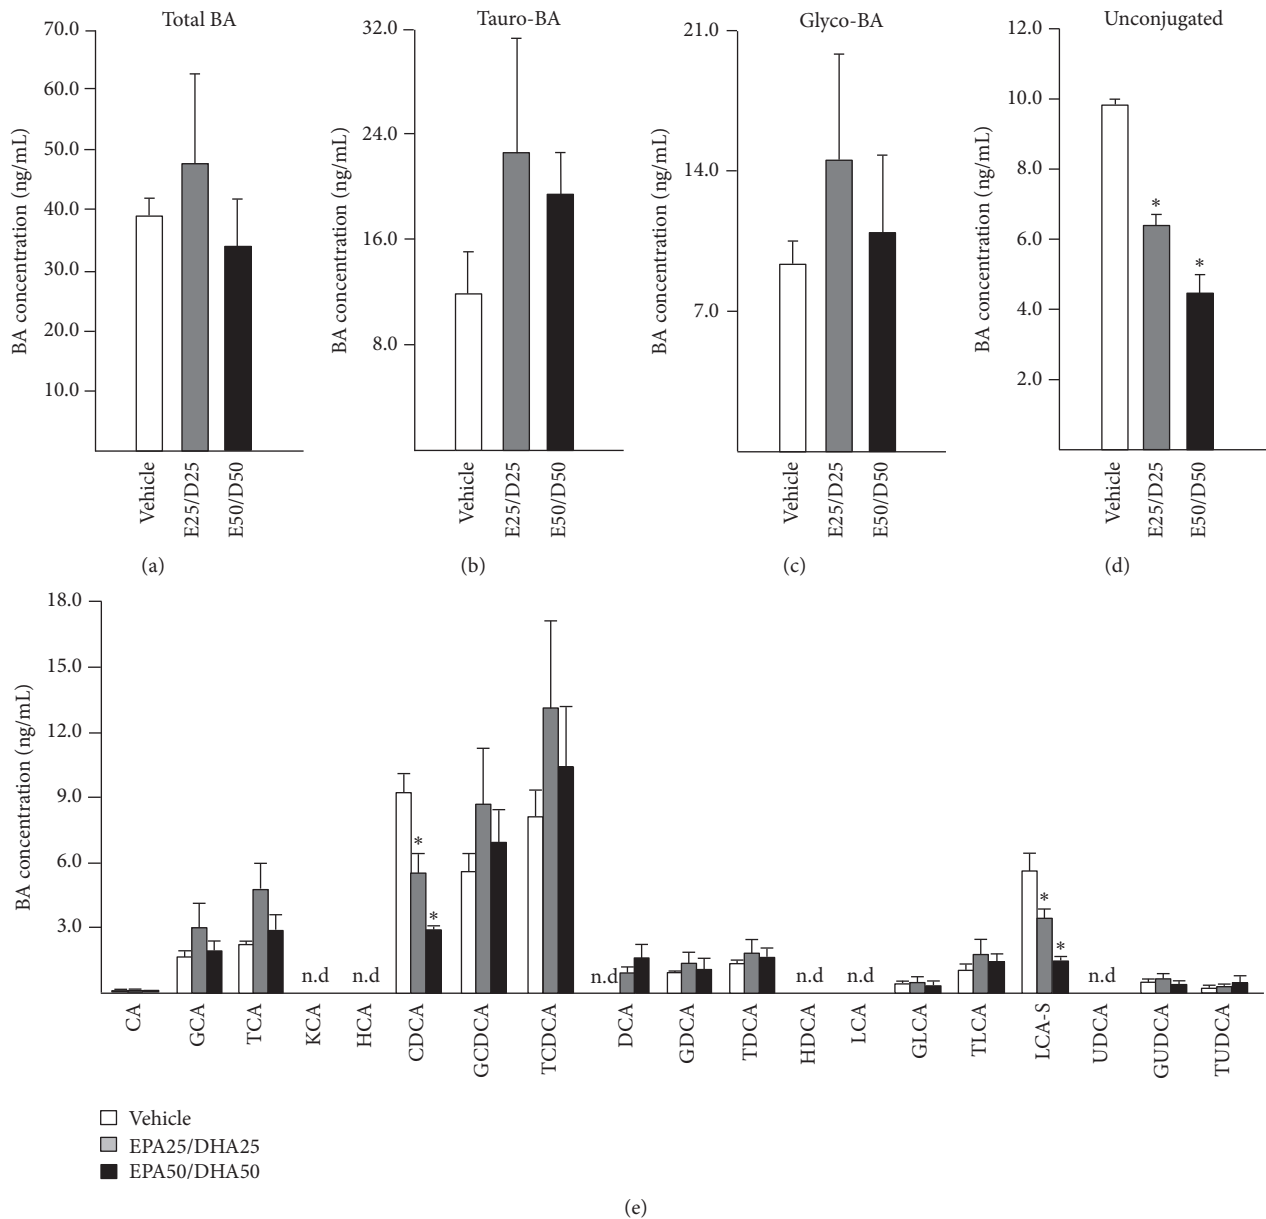 Total BA
BA concentration (ng/mL)
70.0
60.0
50.0
40.0
30.0
20.0
10.0
Vehicle
E25/D25
E50/D50
(a)
Tauro-BA
BA concentration (ng/mL)
32.0
24.0
16.0
8.0
Vehicle
E25/D25
E50/D50
(b)
Glyco-BA
BA concentration (ng/mL)
21.0
14.0
7.0
Vehicle
E25/D25
E50/D50
(c)
Unconjugated
BA concentration (ng/mL)
12.0
10.0
8.0
6.0
4.0
2.0
*
*
Vehicle
E25/D25
E50/D50
(d)
BA concentration (ng/mL)
18.0
15.0
12.0
9.0
6.0
3.0
n.d
n.d
*
*
n.d
n.d
n.d
*
*
n.d
CA
GCA
TCA
KCA
HCA
CDCA
GCDCA
TCDCA
DCA
GDCA
TDCA
HDCA
LCA
GLCA
TLCA
LCA-S
UDCA
GUDCA
TUDCA
Vehicle
EPA25/DHA25
EPA50/DHA50
(e)